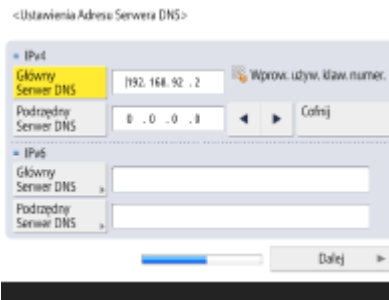 <Ustawienia Adresu Serwera DNS>
IPv4
Główny
Serwer DNS
192. 168. 92 . 2
Wprow. używ. klaw. numer.
Podrzędny
Serwer DNS
0 . 0 . 0 . 0
Cofnij
IPv6
Główny
Serwer DNS
Podrzędny
Serwer DNS
Dalej